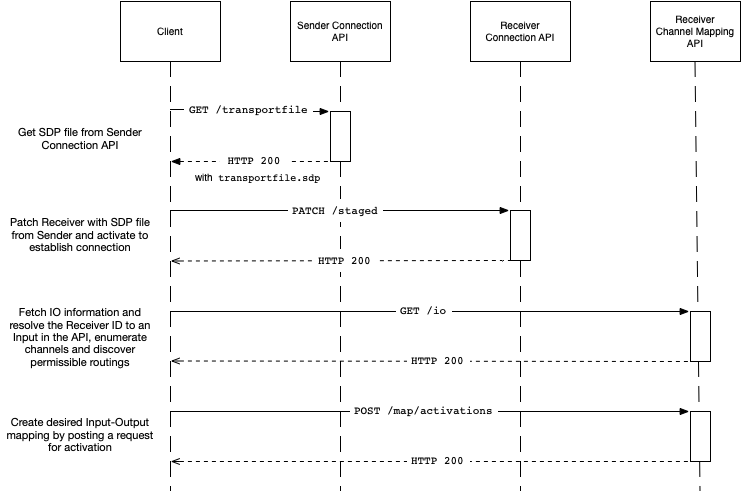 Client
Sender Connection
API
Receiver
Connection API
Receiver
Channel Mapping
API
GET /transportfile
Get SDP file from Sender
Connection API
HTTP 200
with transportfile.sdp
PATCH /staged
Patch Receiver with SDP file
from Sender and activate to
establish connection
HTTP 200
Fetch IO information and
resolve the Receiver ID to an
Input in the API, enumerate
channels and discover
permissible routings
GET /io
HTTP 200
POST /map/activations
Create desired Input-Output
mapping by posting a request
for activation
HTTP 200